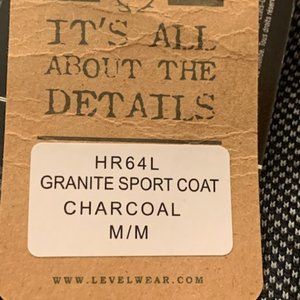 IT'S ALL
ABOUT THE
DETAILS
HR64L
GRANITE SPORT COAT
CHARCOAL
M/M
WWW.LEVELWEAR.COM